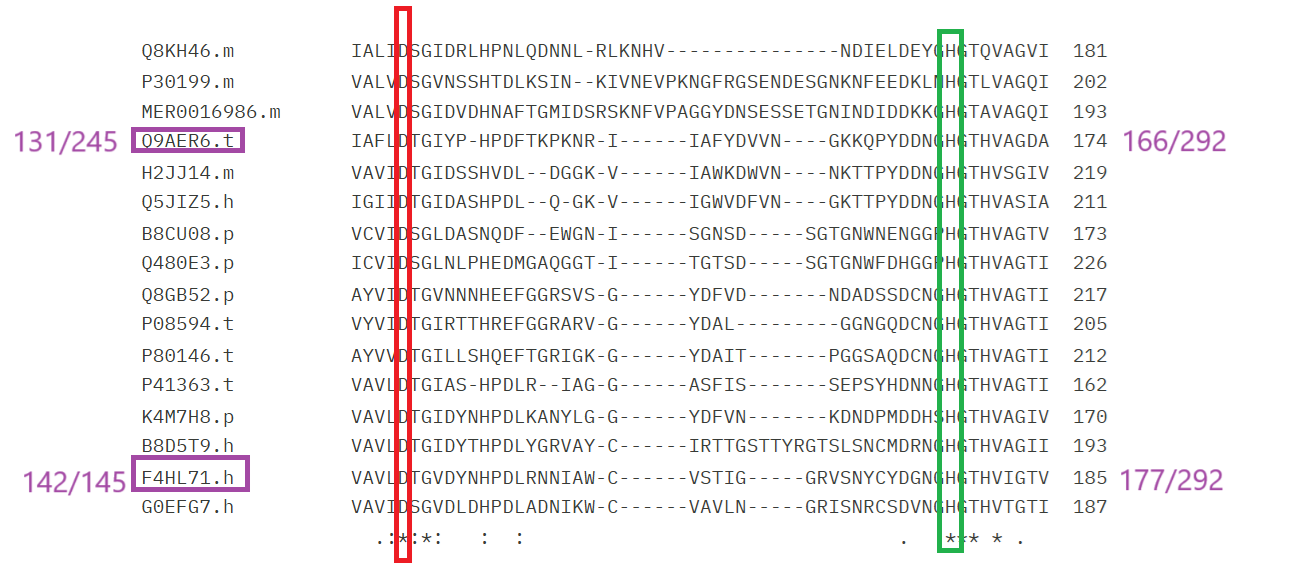 Q8KH46.m IALIDSGIDRLHPNLQDNNL-RLKNHV---------------NDIELDEYGHGTQVAGVI 181
P30199.m VALVDSGVNSSHTDLKSIN--KIVNEVPKNGFRGSENDESGNKNFEEDKLNHGTLVAGQI 202
MER0016986.m VALVDSGIDVDHNAFTGMIDSRSKNFVPAGGYDNSESSETGNINDIDDKKGHGTAVAGQI 193
131/245 Q9AER6.t IAFLDTGIYP-HPDFTKPKNR-I------IAFYDVVN----GKKQPYDDNGHGTHVAGDA 174 166/292
H2JJ14.m VAVIDTGIDSSHVDL--DGGK-V------IAWKDWVN----NKTTPYDDNGHGTHVSGIV 219
Q5JIZ5.h IGIIDTGIDASHPDL--Q-GK-V------IGWVDFVN----GKTTPYDDNGHGTHVASIA 211
B8CU08.p VCVIDSGLDASNQDF--EWGN-I------SGNSD-----SGTGNWNENGGPHGTHVAGTV 173
Q480E3.p ICVIDSGLNLPHEDMGAQGGT-I------TGTSD-----SGTGNWFDHGGPHGTHVAGTI 226
Q8GB52.p AYVIDTGVNNNHEEFGGRSVS-G------YDFVD-------NDADSSDCNGHGTHVAGTI 217
P08594.t VYVIDTGIRTTHREFGGRARV-G------YDAL---------GGNGQDCNGHGTHVAGTI 205
P80146.t AYVVDTGILLSHQEFTGRIGK-G------YDAIT-------PGGSAQDCNGHGTHVAGTI 212
P41363.t VAVLDTGIAS-HPDLR--IAG-G------ASFIS-------SEPSYHDNNGHGTHVAGTI 162
K4M7H8.p VAVLDTGIDYNHPDLKANYLG-G------YDFVN-------KDNDPMDDHSHGTHVAGIV 170
B8D5T9.h VAVLDTGIDYTHPDLYGRVAY-C------IRTTGSTTYRGTSLSNCMDRNGHGTHVAGII 193
142/145 F4HL71.h VAVLDTGVDYNHPDLRNNIAW-C------VSTIG----GRVSNYCYDGNGHGTHVIGTV 185 177/292
G0EFG7.h VAVIDSGVDLDHPDLADNIKW-C------VAVLN----GRISNRCSDVNGHGTHVTGTI 187
.:*:*: : : . *** * .